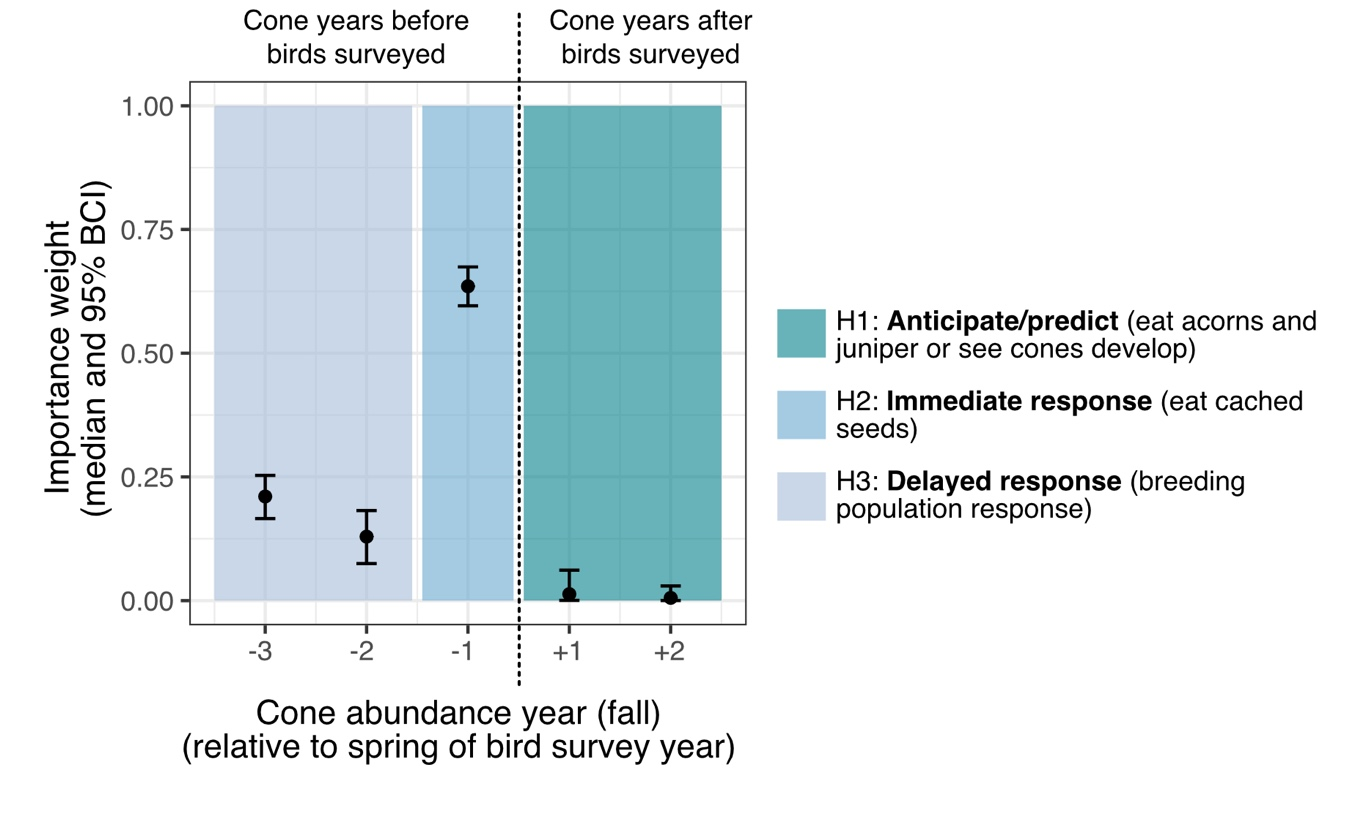 Cone years before
birds surveyed
Cone years after
birds surveyed
Importance weight
(median and 95% BCI)
1.00
0.75
0.50
0.25
0.00
-3
-2
-1
+1
+2
Cone abundance year (fall)
(relative to spring of bird survey year)
H1: Anticipate/predict (eat acorns and
juniper or see cones develop)
H2: Immediate response (eat cached
seeds)
H3: Delayed response (breeding
population response)